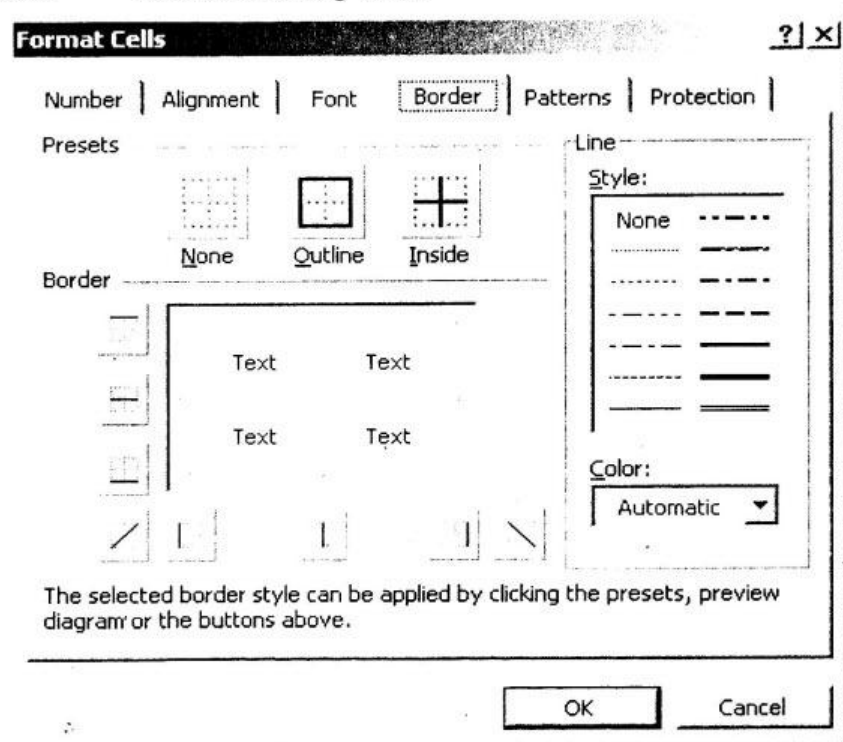 Format Cells
Number Alignment Font Border Patterns Protection
Presets
None Outline Inside
Border
Text Text
Text Text
Line
Style:
None
Color:
Automatic
The selected border style can be applied by clicking the presets, preview
diagram or the buttons above.
OK Cancel